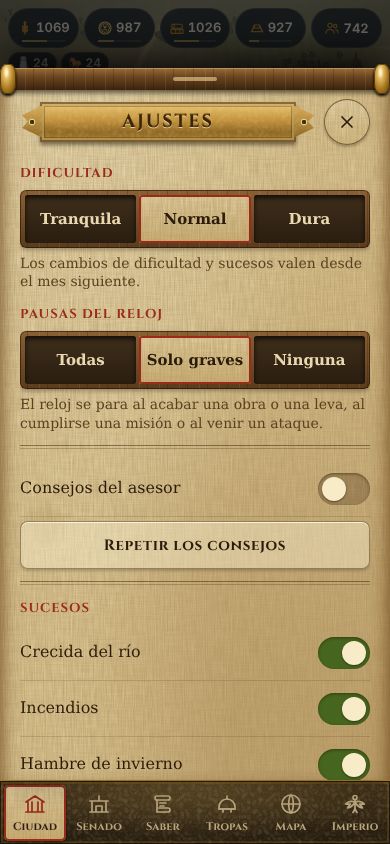 1069 987 1026 927 742
24 24
AJUSTES
DIFICULTAD
Tranquila Normal Dura
Los cambios de dificultad y sucesos valen desde
el mes siguiente.
PAUSAS DEL RELOJ
Todas Solo graves Ninguna
El reloj se para al acabar una obra o una leva, al
cumplirse una misión o al venir un ataque.
Consejos del asesor
REPETIR LOS CONSEJOS
SUCESOS
Crecida del río
Incendios
Hambre de invierno
CIUDAD SENADO SABER TROPAS MAPA IMPERIO